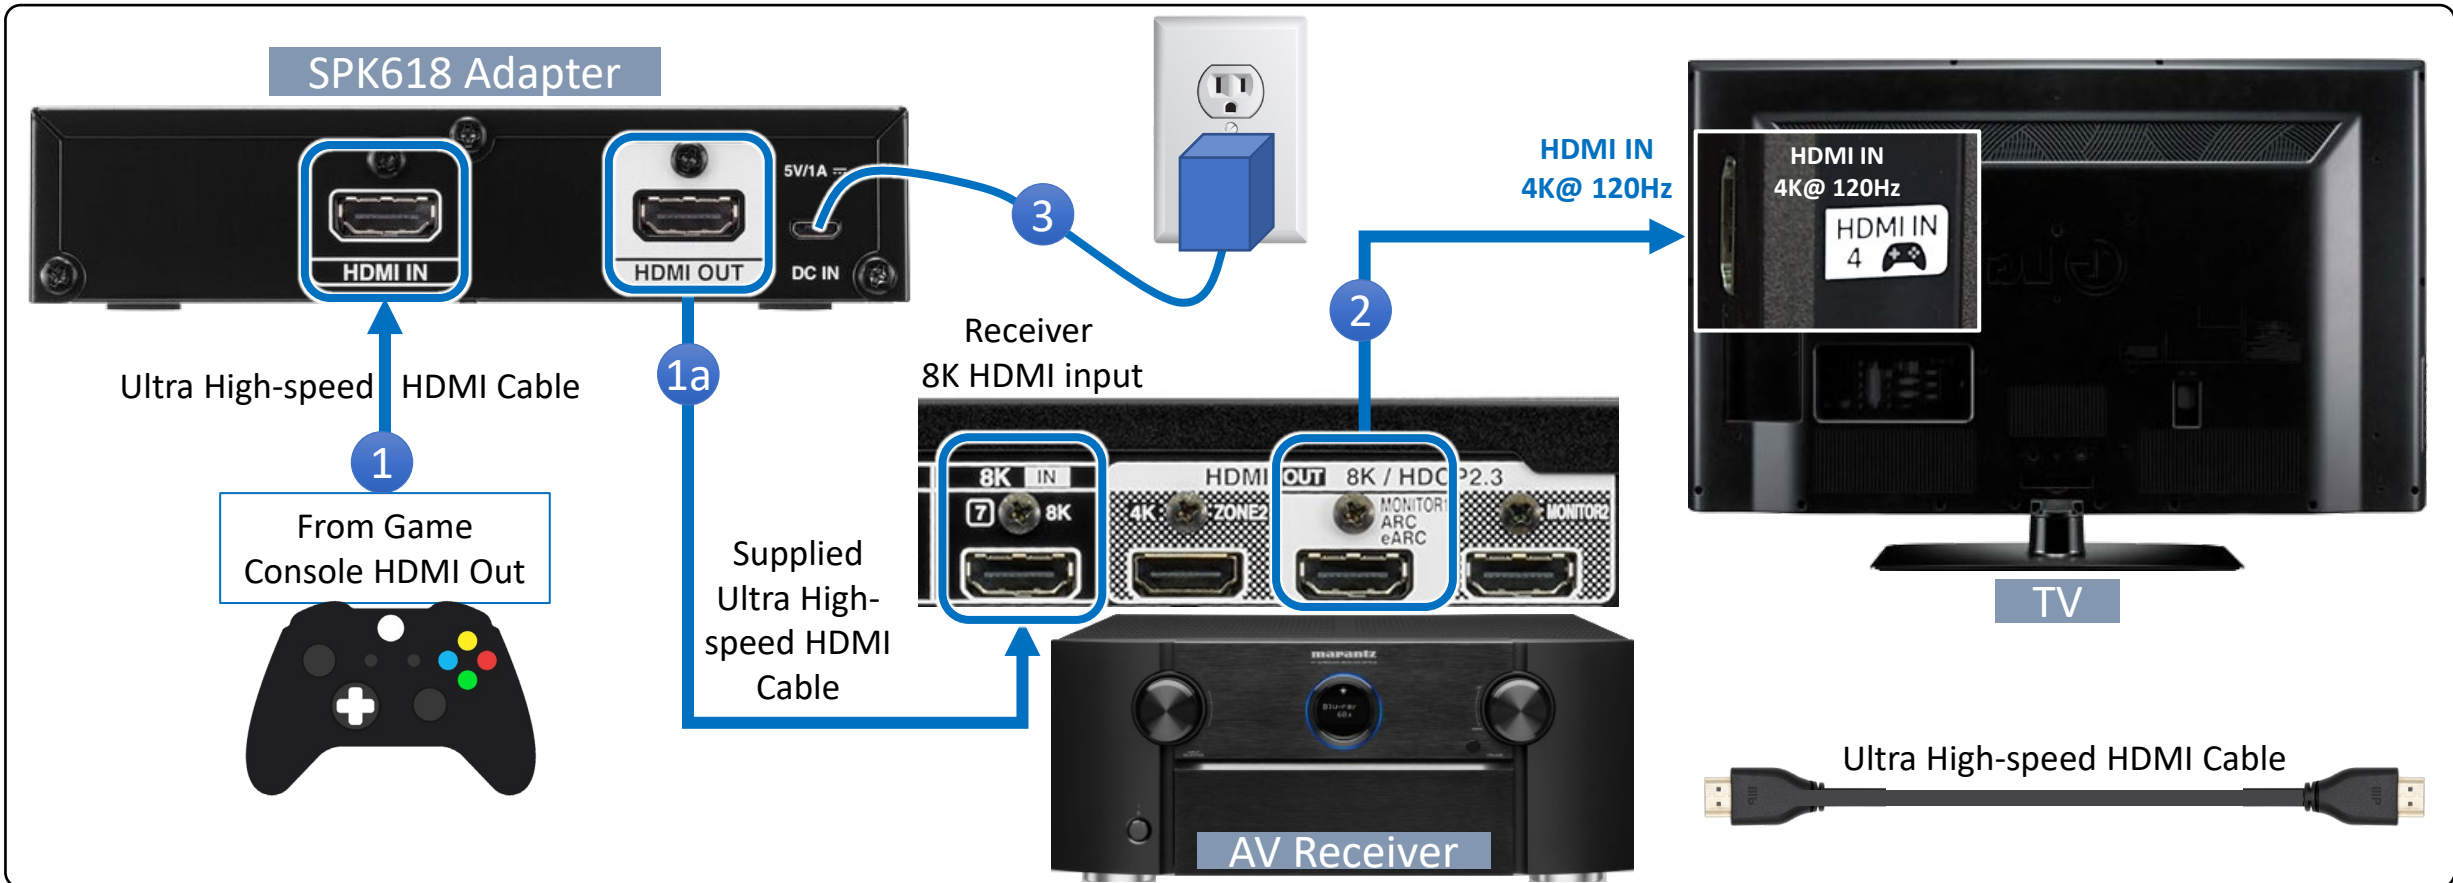 SPK618 Adapter
5V/1A
HDMI IN
HDMI OUT
DC IN
3
Ultra High-speed HDMI Cable
1
1a
From Game
Console HDMI Out
Supplied
Ultra High-
speed HDMI
Cable
Receiver
8K HDMI input
8K IN
7 8K
HDMI OUT 8K / HDCP2.3
4K ZONE2
MONITOR1
ARC
eARC
MONITOR2
marantz
Blu-ray
AV Receiver
2
HDMI IN
4K@ 120Hz
HDMI IN
4K@ 120Hz
HDMI IN
4
LG
TV
Ultra High-speed HDMI Cable